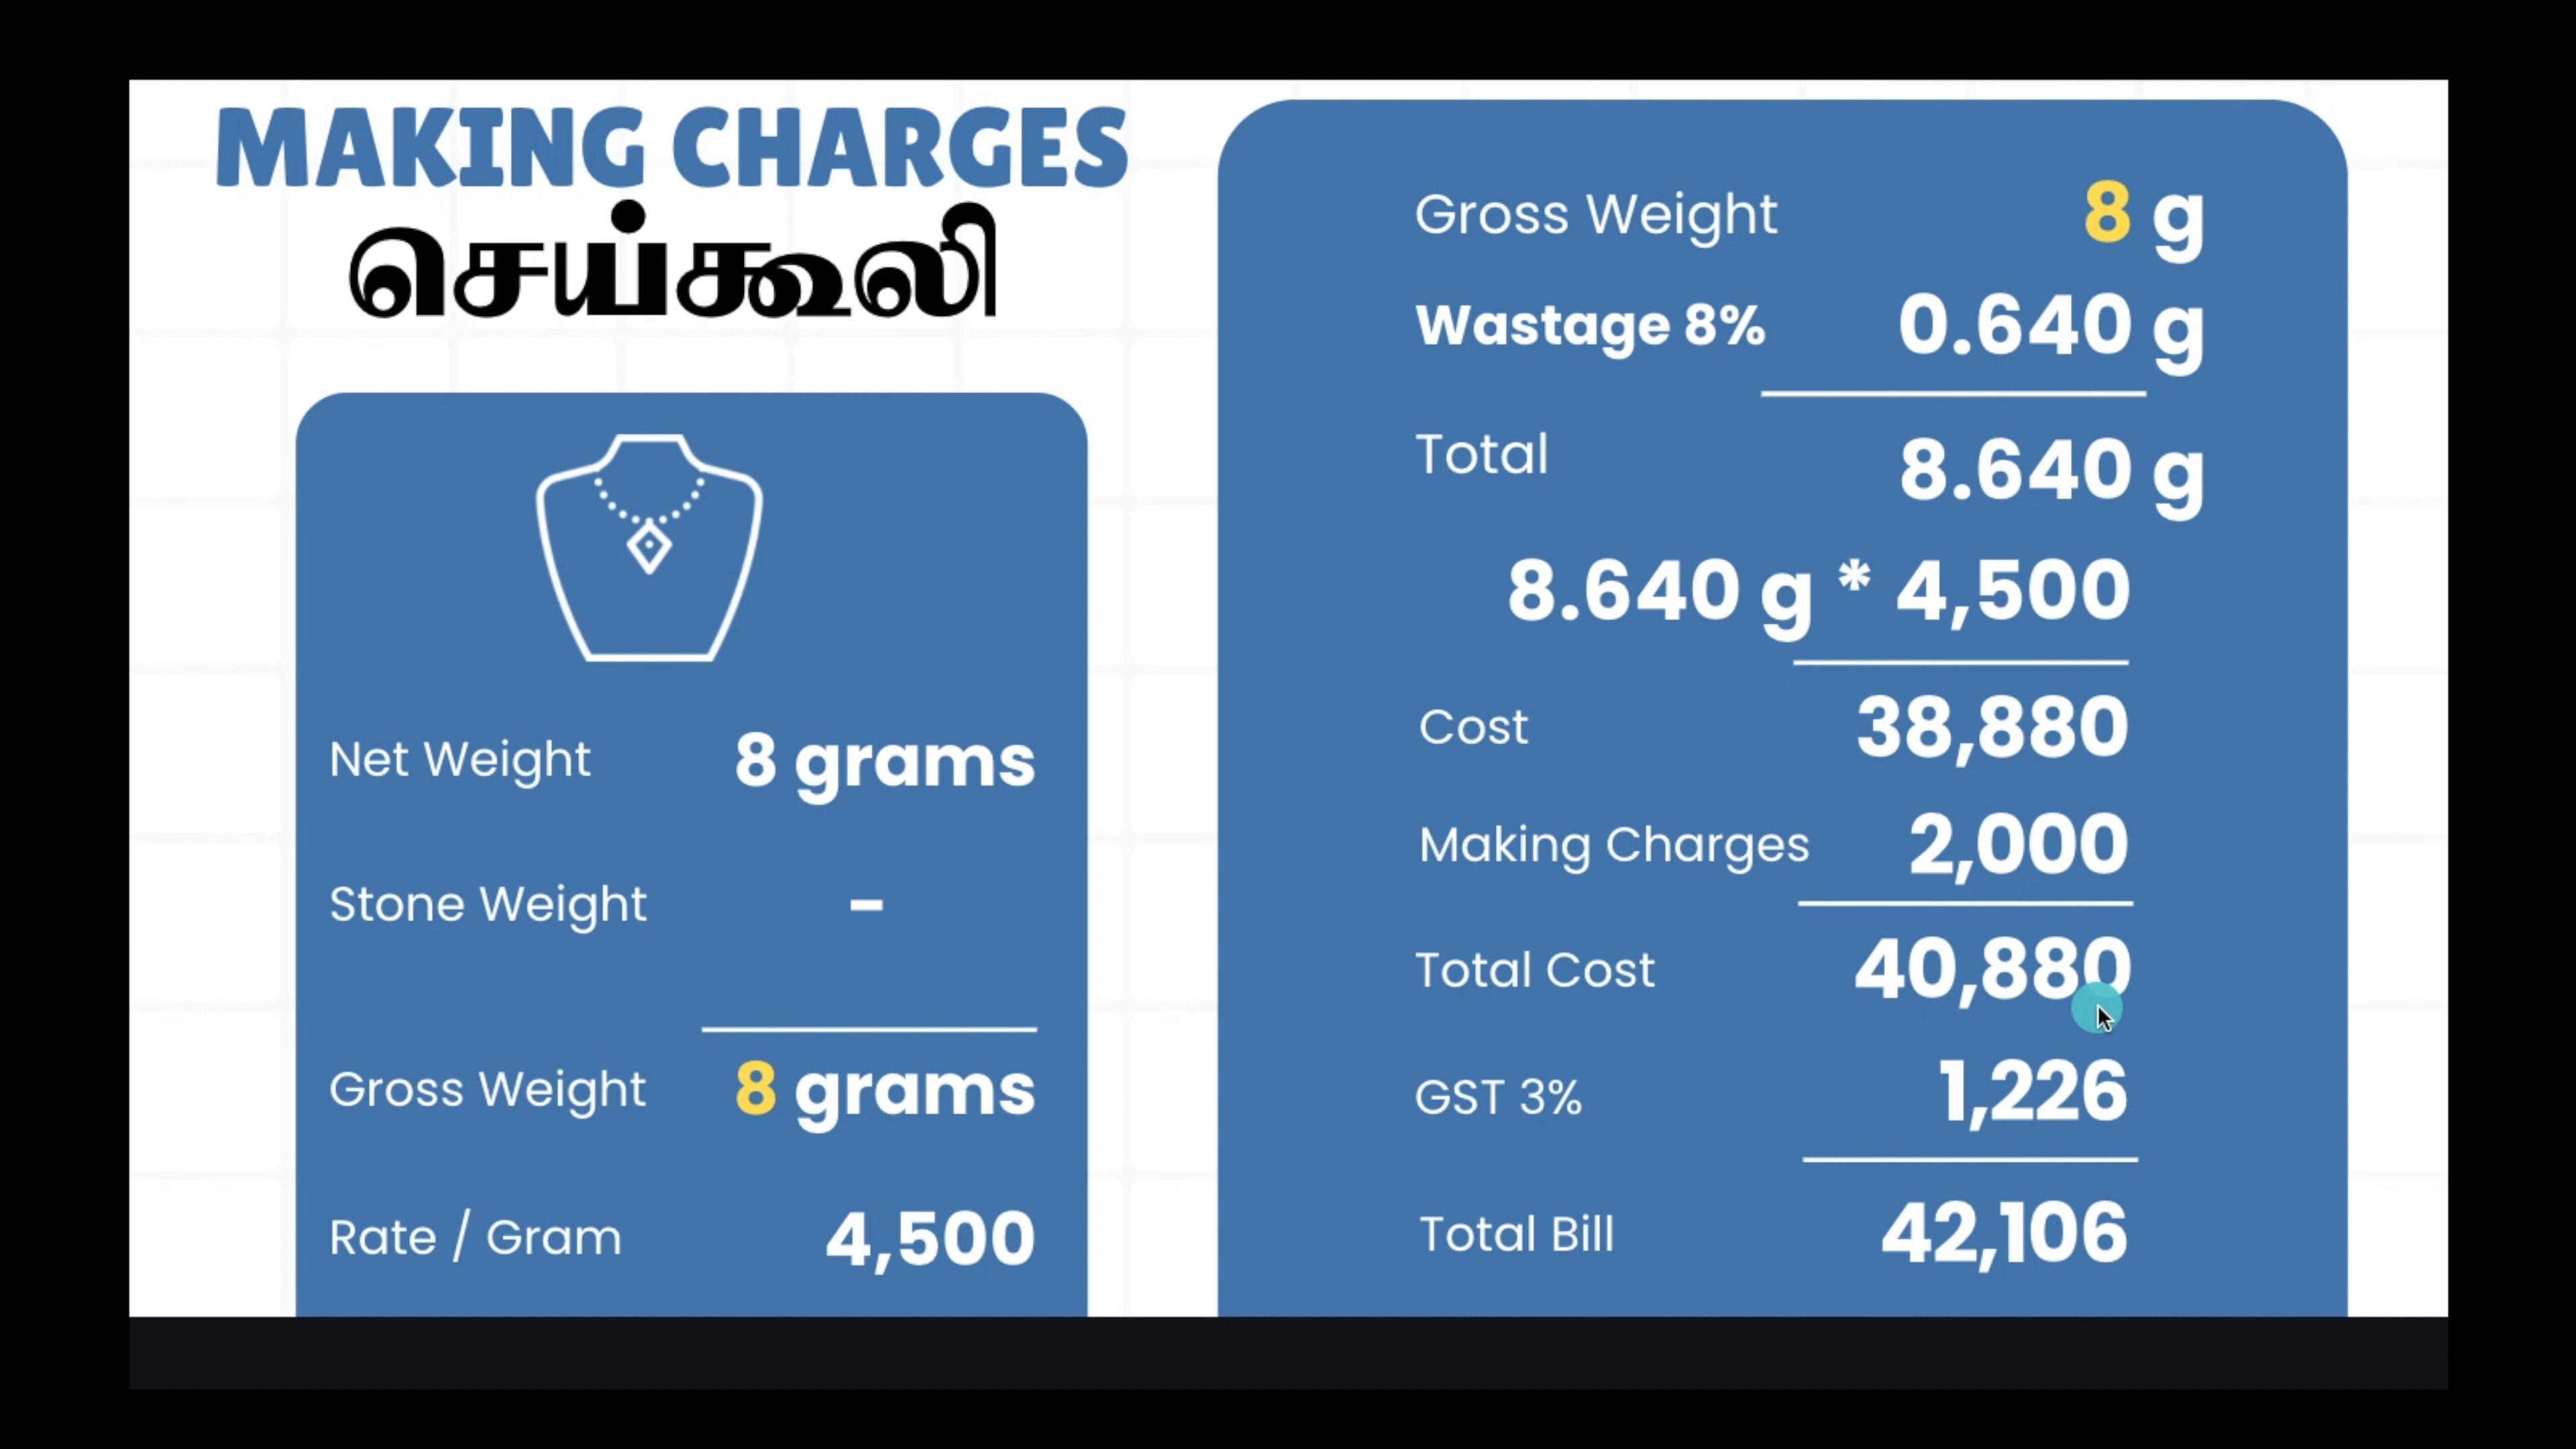 MAKING CHARGES
செய்கூலி
Net Weight 8 grams
Stone Weight -
Gross Weight 8 grams
Rate / Gram 4,500
Gross Weight 8 g
Wastage 8% 0.640 g
Total 8.640 g
8.640 g * 4,500
Cost 38,880
Making Charges 2,000
Total Cost 40,880
GST 3% 1,226
Total Bill 42,106